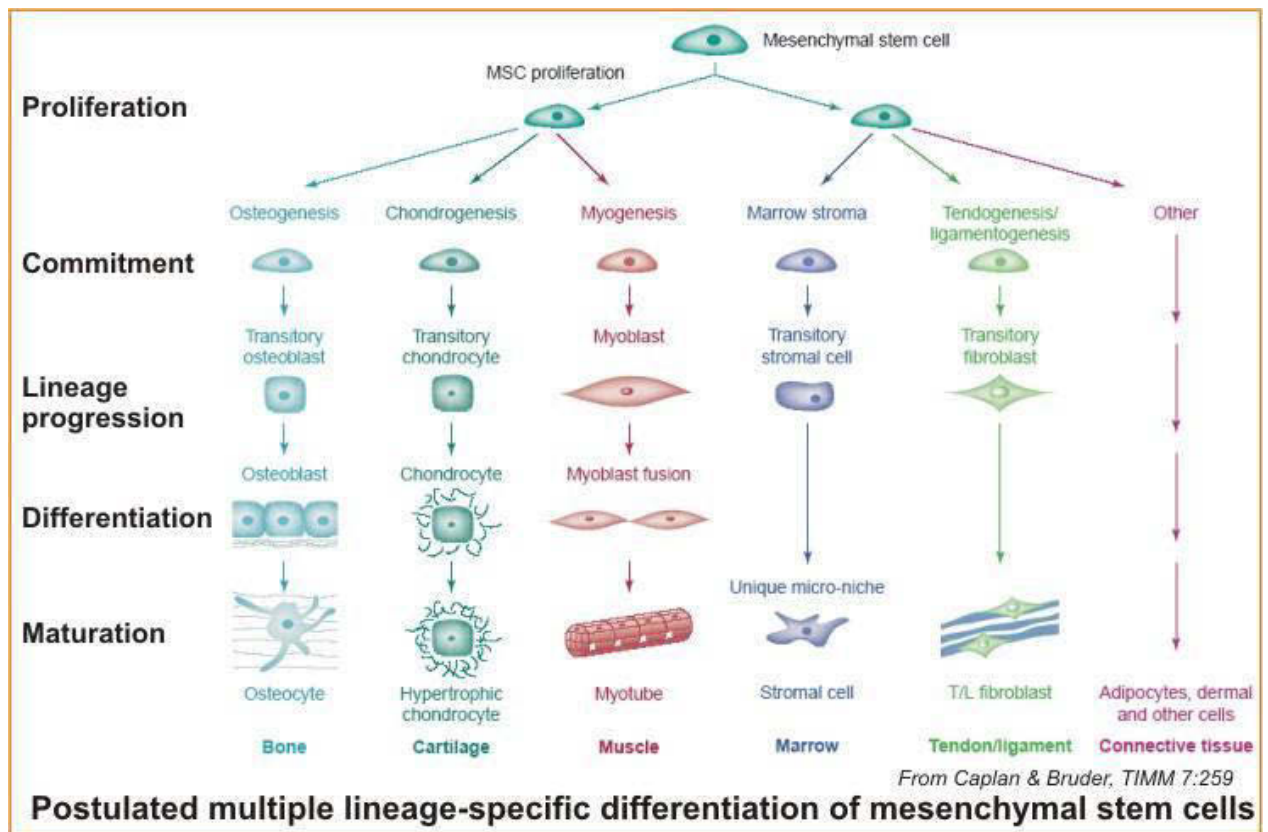 Mesenchymal stem cell
MSC proliferation
Proliferation
Osteogenesis
Chondrogenesis
Myogenesis
Marrow stroma
Tendogenesis/
ligamentogenesis
Other
Commitment
Transitory
osteoblast
Transitory
chondrocyte
Myoblast
Transitory
stromal cell
Transitory
fibroblast
Lineage
progression
Osteoblast
Chondrocyte
Myoblast fusion
Differentiation
Unique micro-niche
Maturation
Osteocyte
Hypertrophic
chondrocyte
Myotube
Stromal cell
T/L fibroblast
Adipocytes, dermal
and other cells
Bone
Cartilage
Muscle
Marrow
Tendon/ligament
Connective tissue
From Caplan & Bruder, TIMM 7:259
Postulated multiple lineage-specific differentiation of mesenchymal stem cells